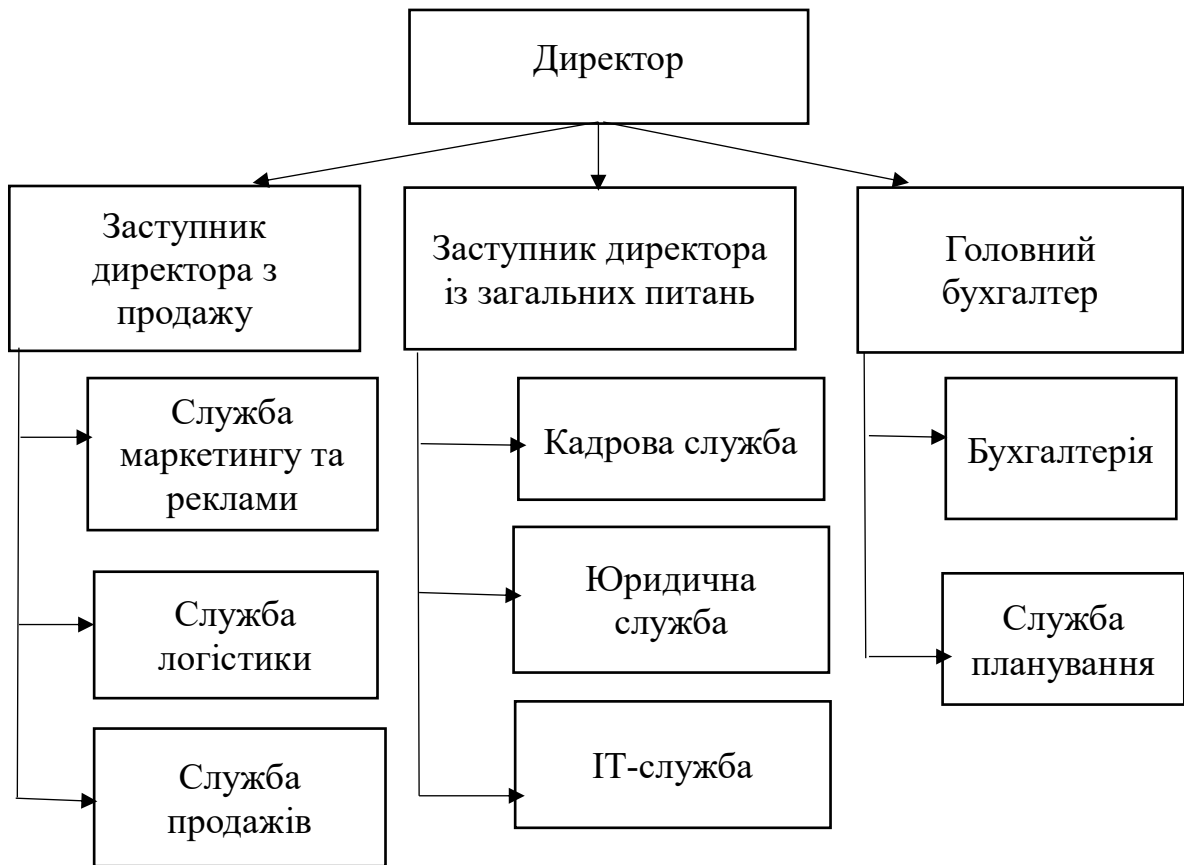 Директор
Заступник
директора з
продажу
Заступник директора
із загальних питань
Головний
бухгалтер
Служба
маркетингу та
реклами
Кадрова служба
Бухгалтерія
Служба
логістики
Юридична
служба
Служба
планування
Служба
продажів
ІТ-служба